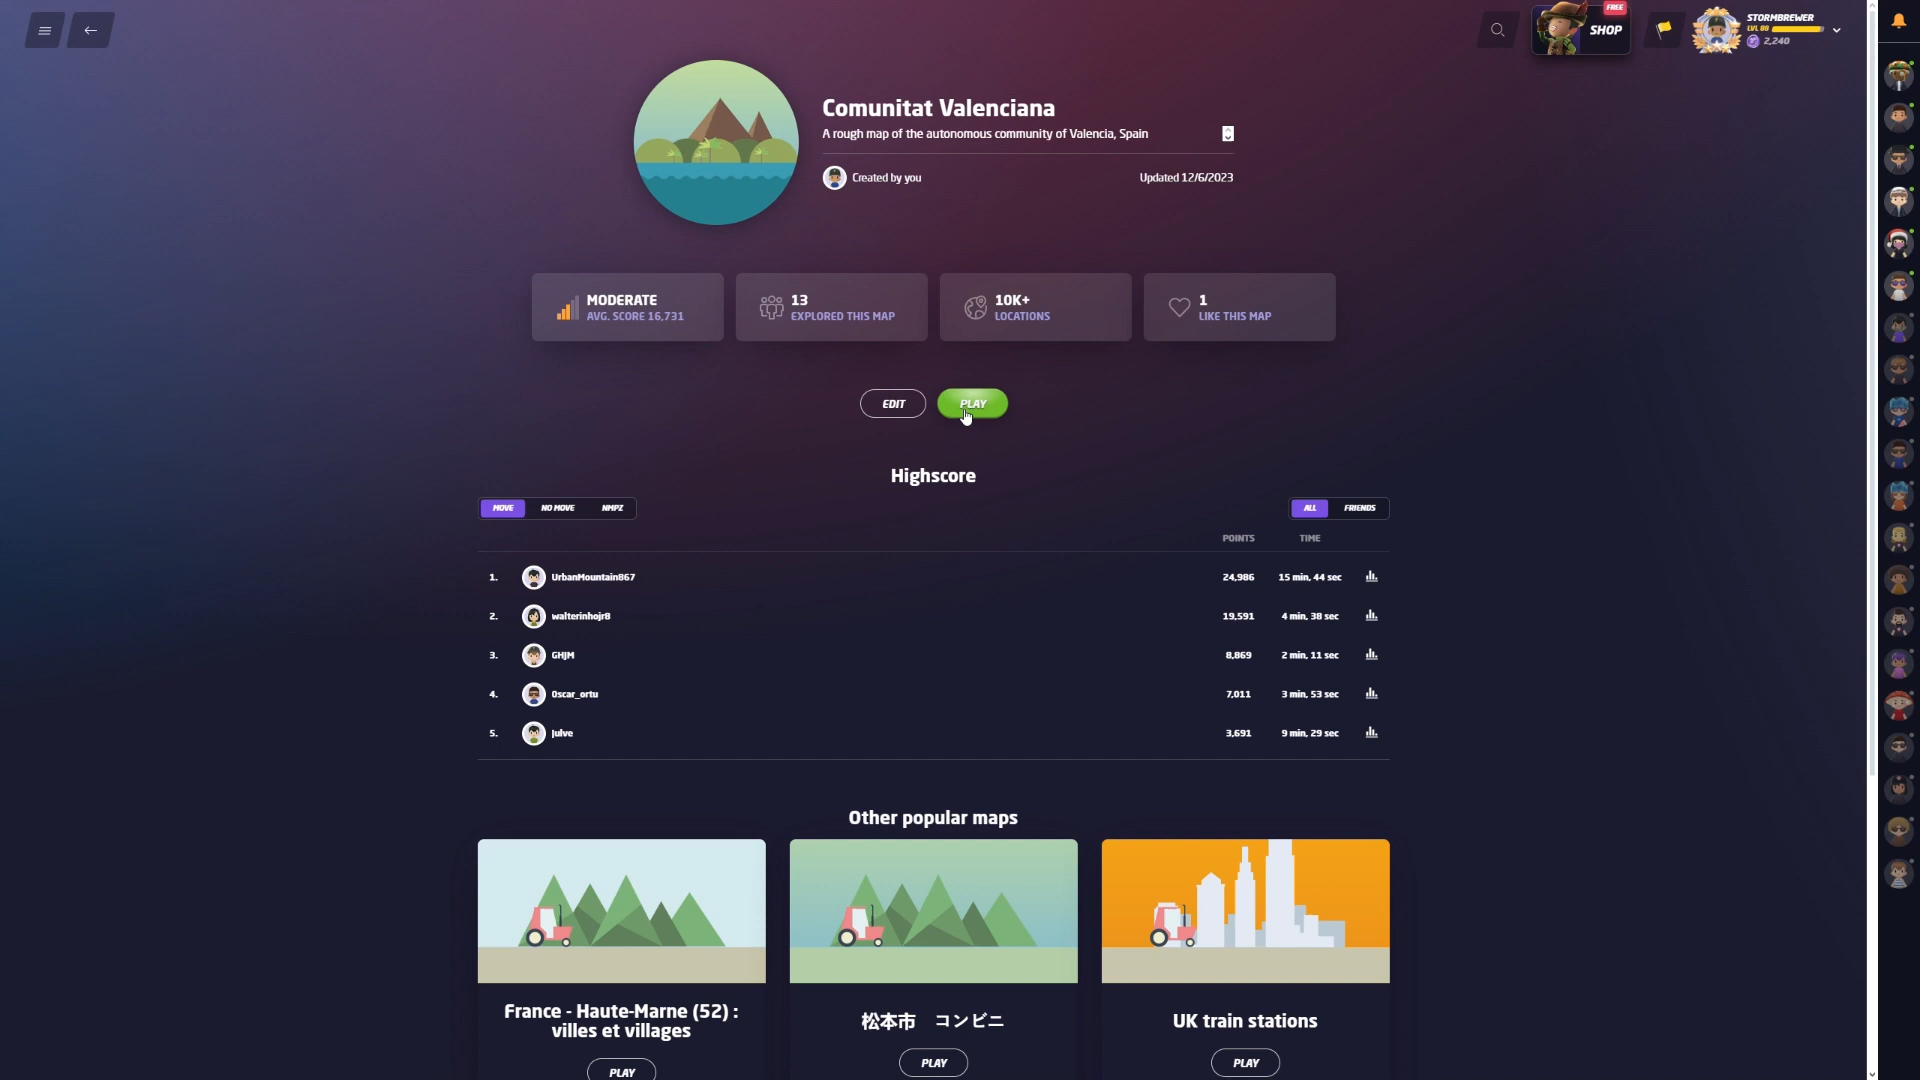 FREE
SHOP
STORMBREWER
LVL 88
2,240
Comunitat Valenciana
A rough map of the autonomous community of Valencia, Spain
Created by you
Updated 12/6/2023
MODERATE
AVG. SCORE 16,731
13
EXPLORED THIS MAP
10K+
LOCATIONS
1
LIKE THIS MAP
EDIT
PLAY
Highscore
MOVE NO MOVE NMPZ
ALL FRIENDS
POINTS TIME
1. UrbanMountain867 24,986 15 min, 44 sec
2. walterinhojr8 19,591 4 min, 38 sec
3. GHJM 8,869 2 min, 11 sec
4. Oscar_ortu 7,011 3 min, 53 sec
5. Julve 3,691 9 min, 29 sec
Other popular maps
France - Haute-Marne (52) :
villes et villages
PLAY
松本市　コンビニ
PLAY
UK train stations
PLAY